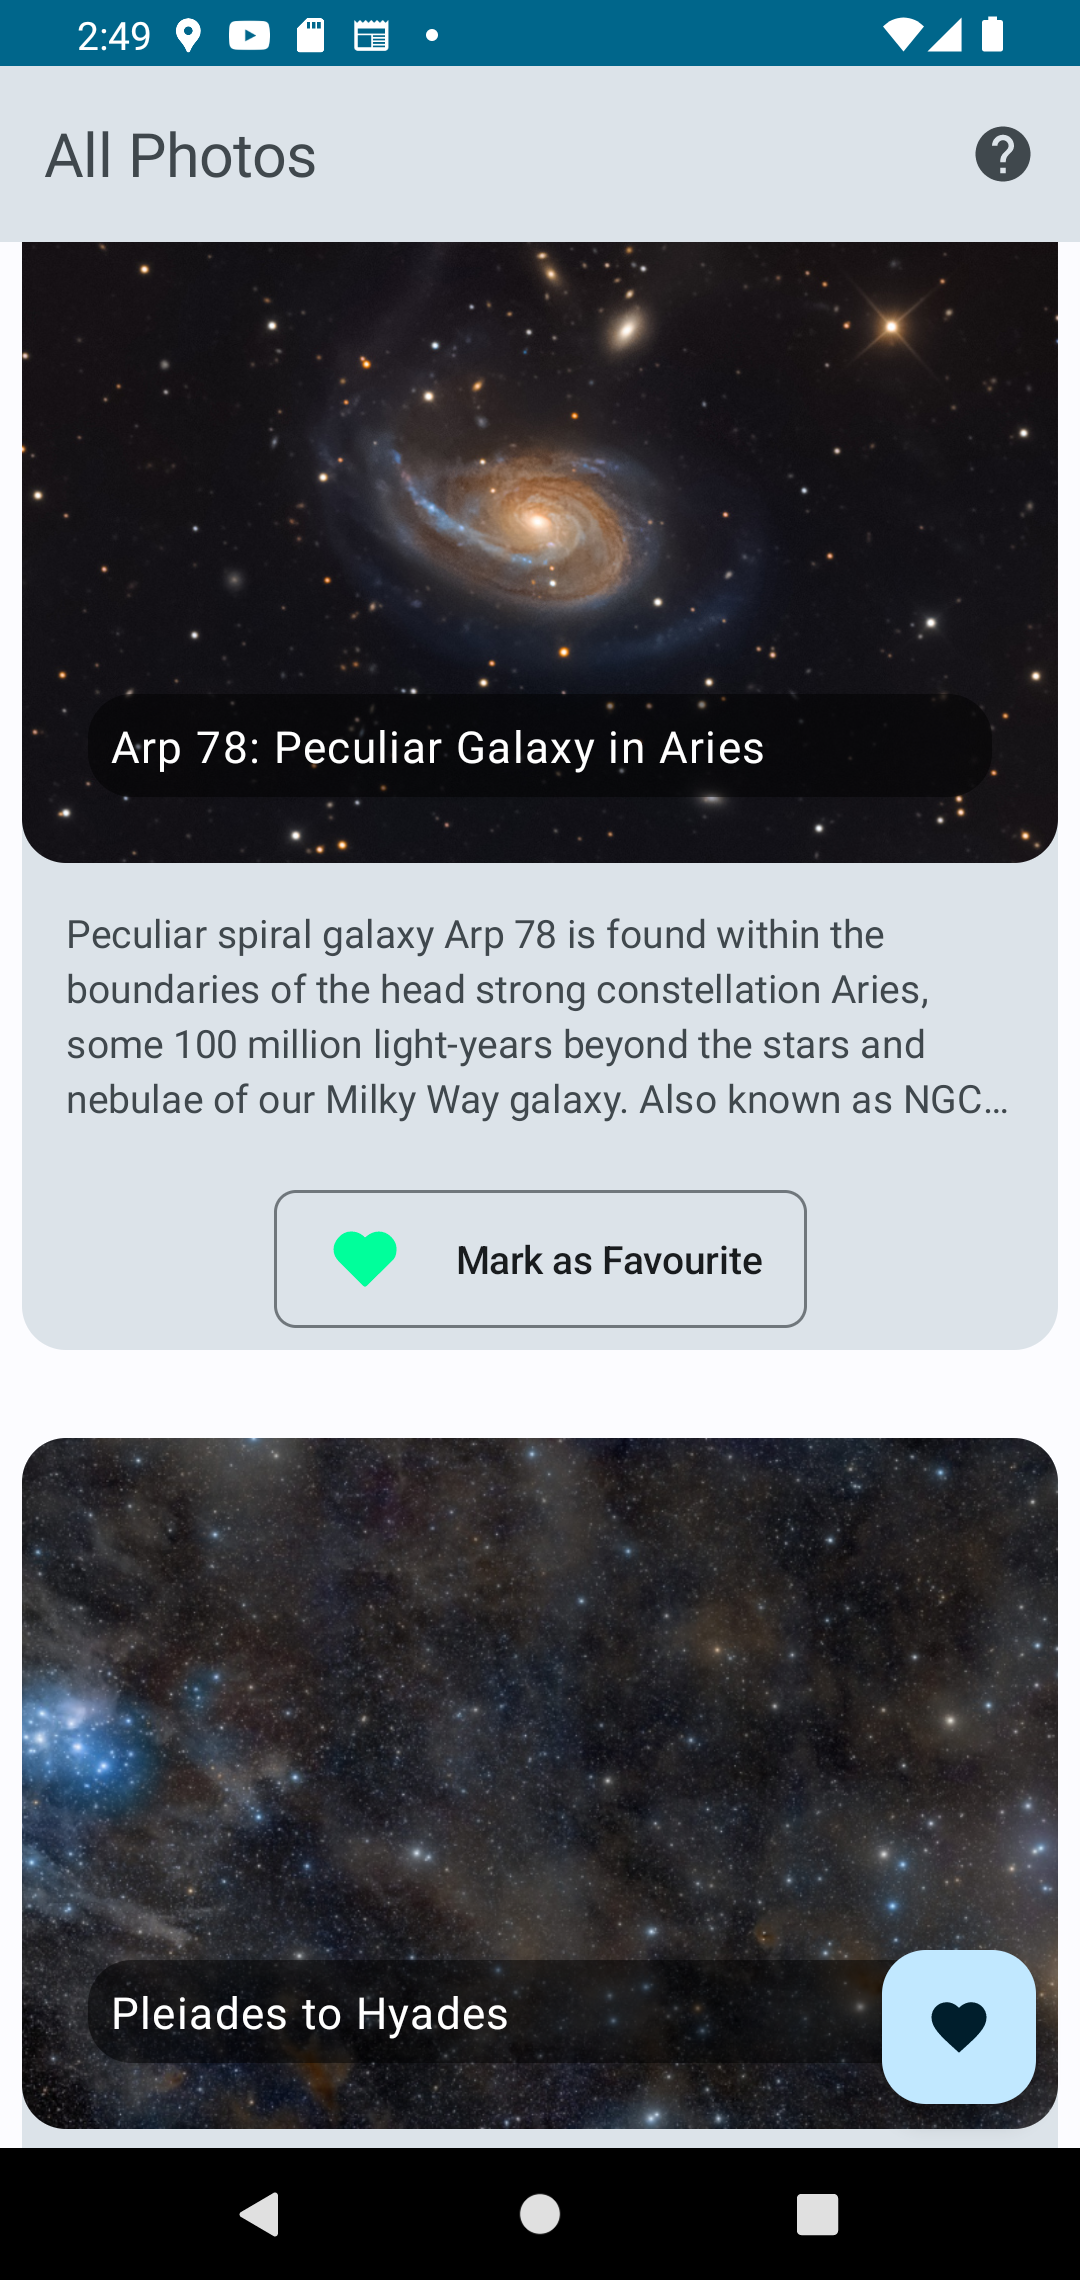 2:49
All Photos
Arp 78: Peculiar Galaxy in Aries
Peculiar spiral galaxy Arp 78 is found within the
boundaries of the head strong constellation Aries,
some 100 million light-years beyond the stars and
nebulae of our Milky Way galaxy. Also known as NGC…
Mark as Favourite
Pleiades to Hyades